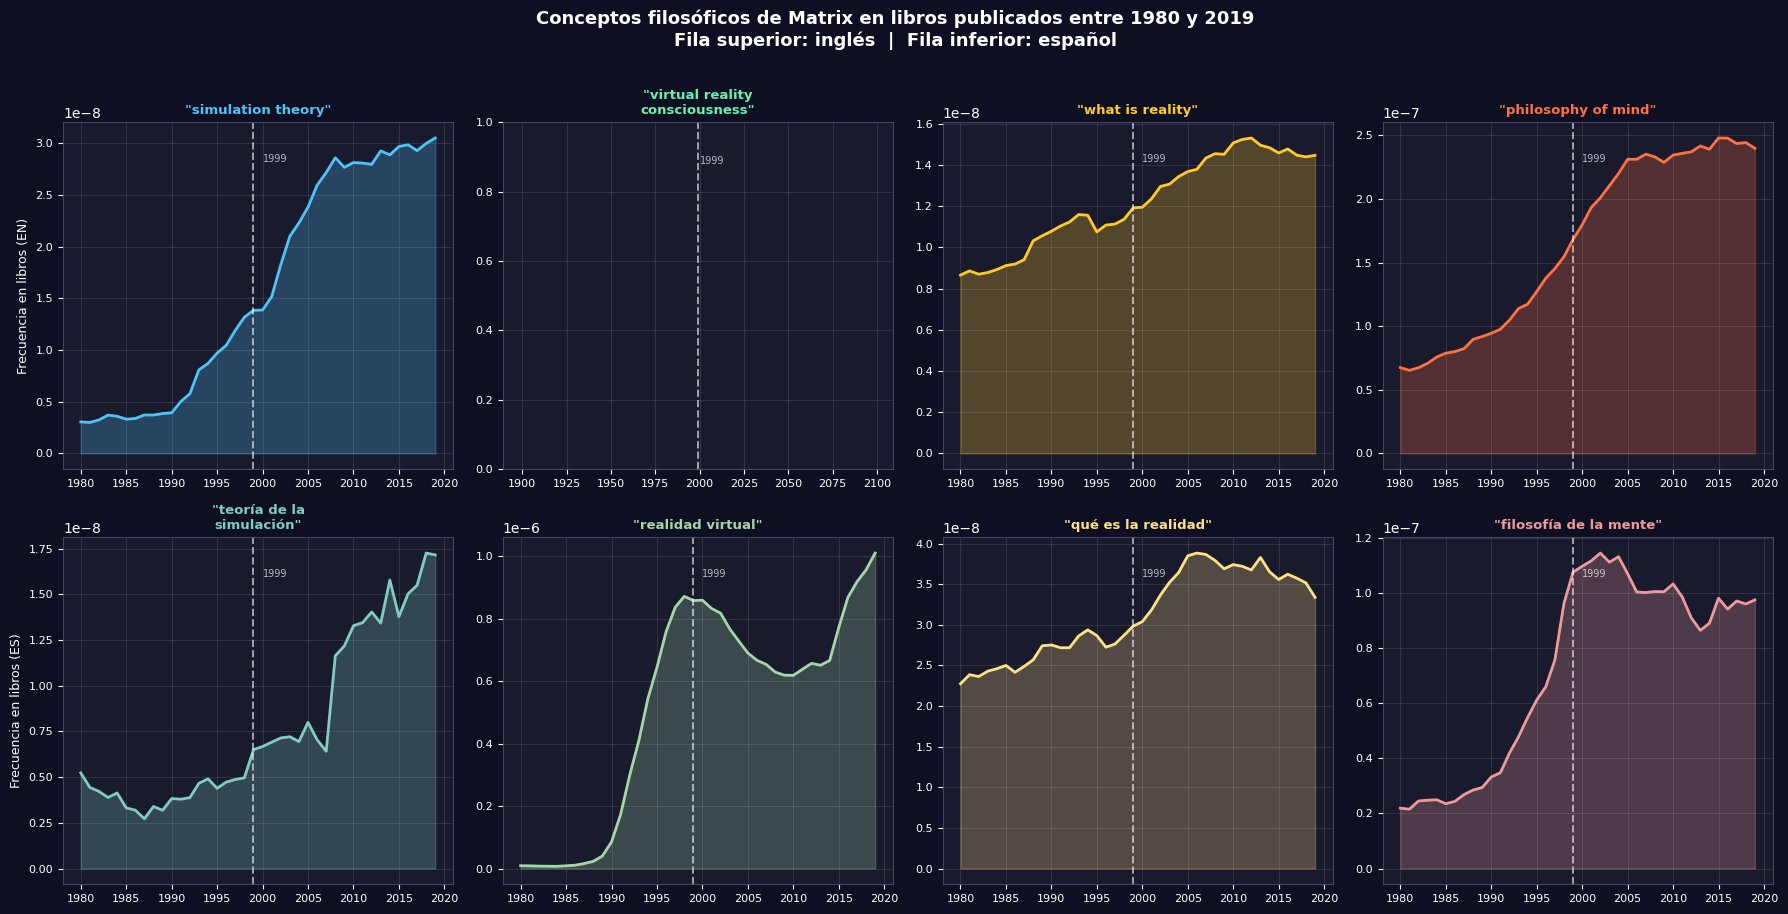 Conceptos filosóficos de Matrix en libros publicados entre 1980 y 2019
Fila superior: inglés | Fila inferior: español
"simulation theory"
1e−8
3.0
2.5
2.0
1.5
1.0
0.5
0.0
Frecuencia en libros (EN)
1999
1980 1985 1990 1995 2000 2005 2010 2015 2020
"virtual reality
consciousness"
1.0
0.8
0.6
0.4
0.2
0.0
1999
1900 1925 1950 1975 2000 2025 2050 2075 2100
"what is reality"
1e−8
1.6
1.4
1.2
1.0
0.8
0.6
0.4
0.2
0.0
1999
1980 1985 1990 1995 2000 2005 2010 2015 2020
"philosophy of mind"
1e−7
2.5
2.0
1.5
1.0
0.5
0.0
1999
1980 1985 1990 1995 2000 2005 2010 2015 2020
"teoría de la
simulación"
1e−8
1.75
1.50
1.25
1.00
0.75
0.50
0.25
0.00
Frecuencia en libros (ES)
1999
1980 1985 1990 1995 2000 2005 2010 2015 2020
"realidad virtual"
1e−6
1.0
0.8
0.6
0.4
0.2
0.0
1999
1980 1985 1990 1995 2000 2005 2010 2015 2020
"qué es la realidad"
1e−8
4.0
3.5
3.0
2.5
2.0
1.5
1.0
0.5
0.0
1999
1980 1985 1990 1995 2000 2005 2010 2015 2020
"filosofía de la mente"
1e−7
1.2
1.0
0.8
0.6
0.4
0.2
0.0
1999
1980 1985 1990 1995 2000 2005 2010 2015 2020